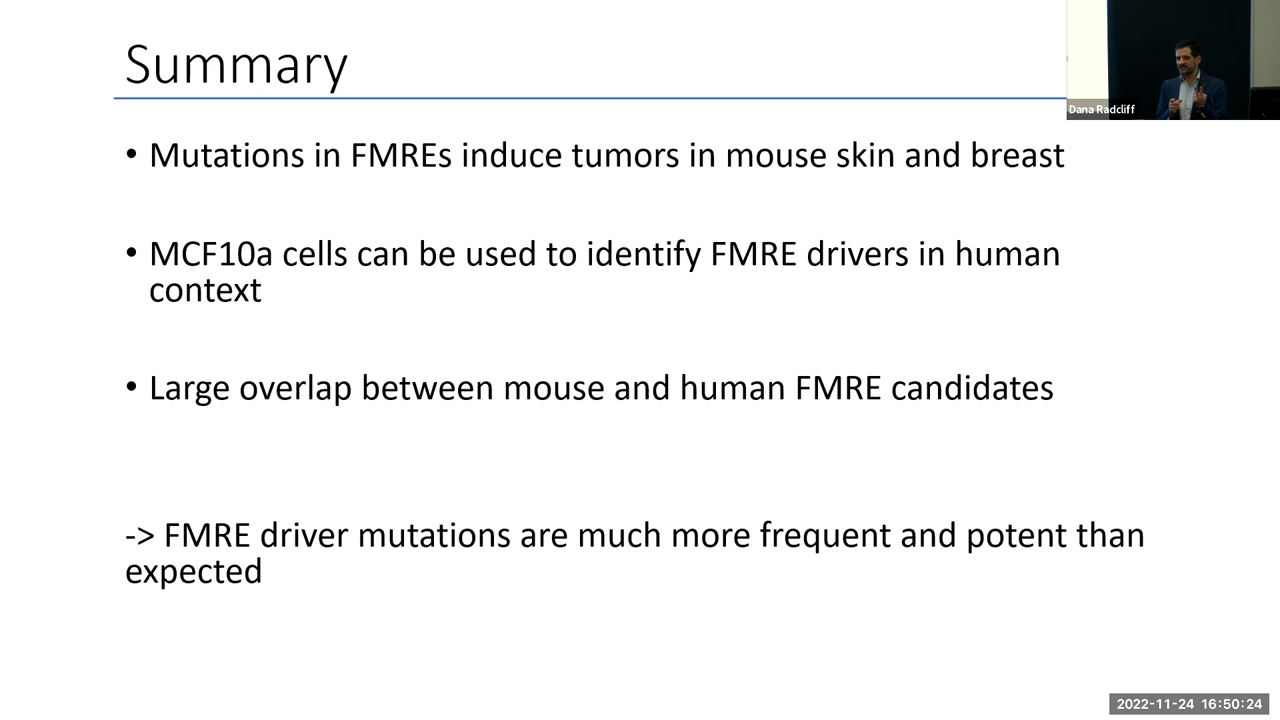 Summary
Dana Radcliff
• Mutations in FMREs induce tumors in mouse skin and breast
• MCF10a cells can be used to identify FMRE drivers in human
context
• Large overlap between mouse and human FMRE candidates
-> FMRE driver mutations are much more frequent and potent than
expected
2022-11-24 16:50:24